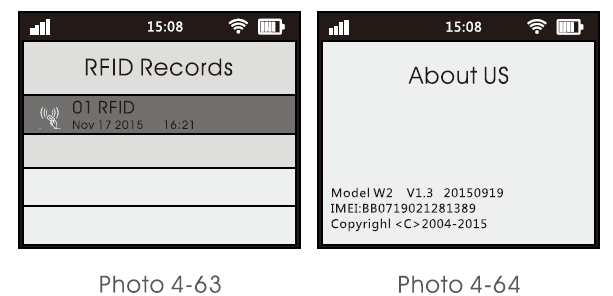 15:08
RFID Records
01 RFID
Nov 17 2015 16:21
Photo 4-63
15:08
About US
Model W2 V1.3 20150919
IMEI:BB0719021281389
Copyrighl <C>2004-2015
Photo 4-64